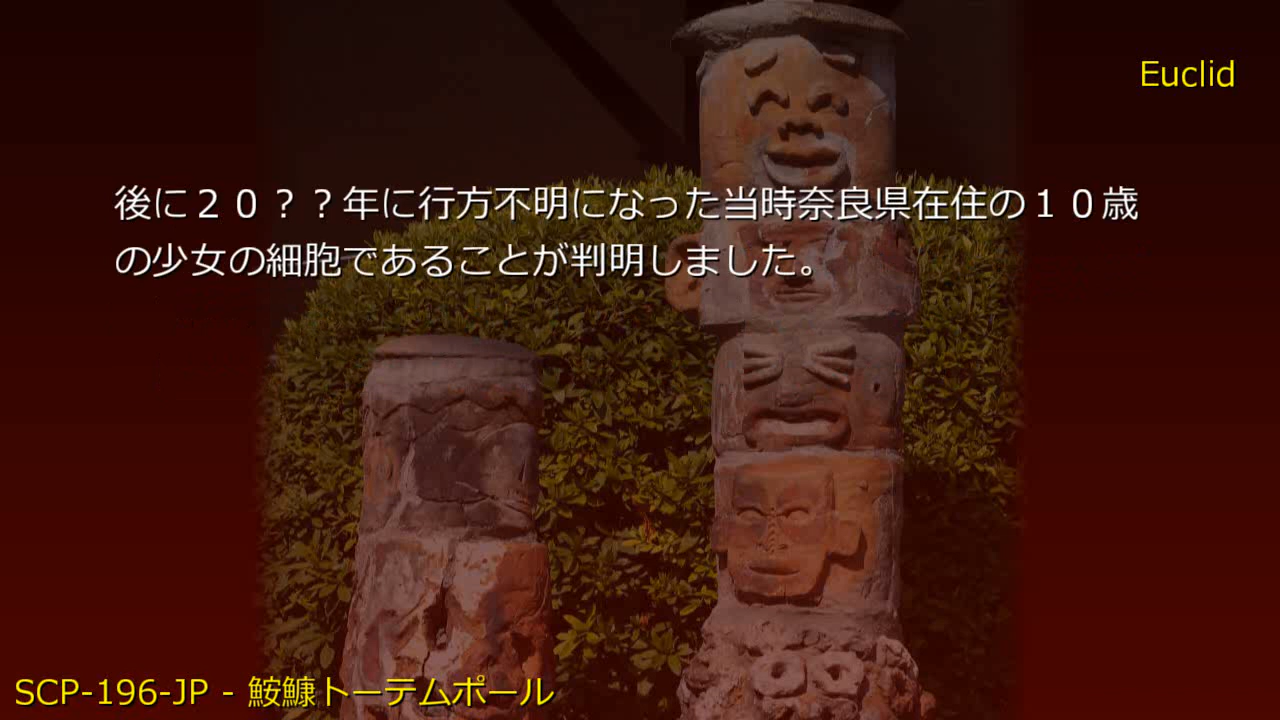 Euclid
後に２０？？年に行方不明になった当時奈良県在住の１０歳
の少女の細胞であることが判明しました。
SCP-196-JP - 鮟鱇トーテムポール